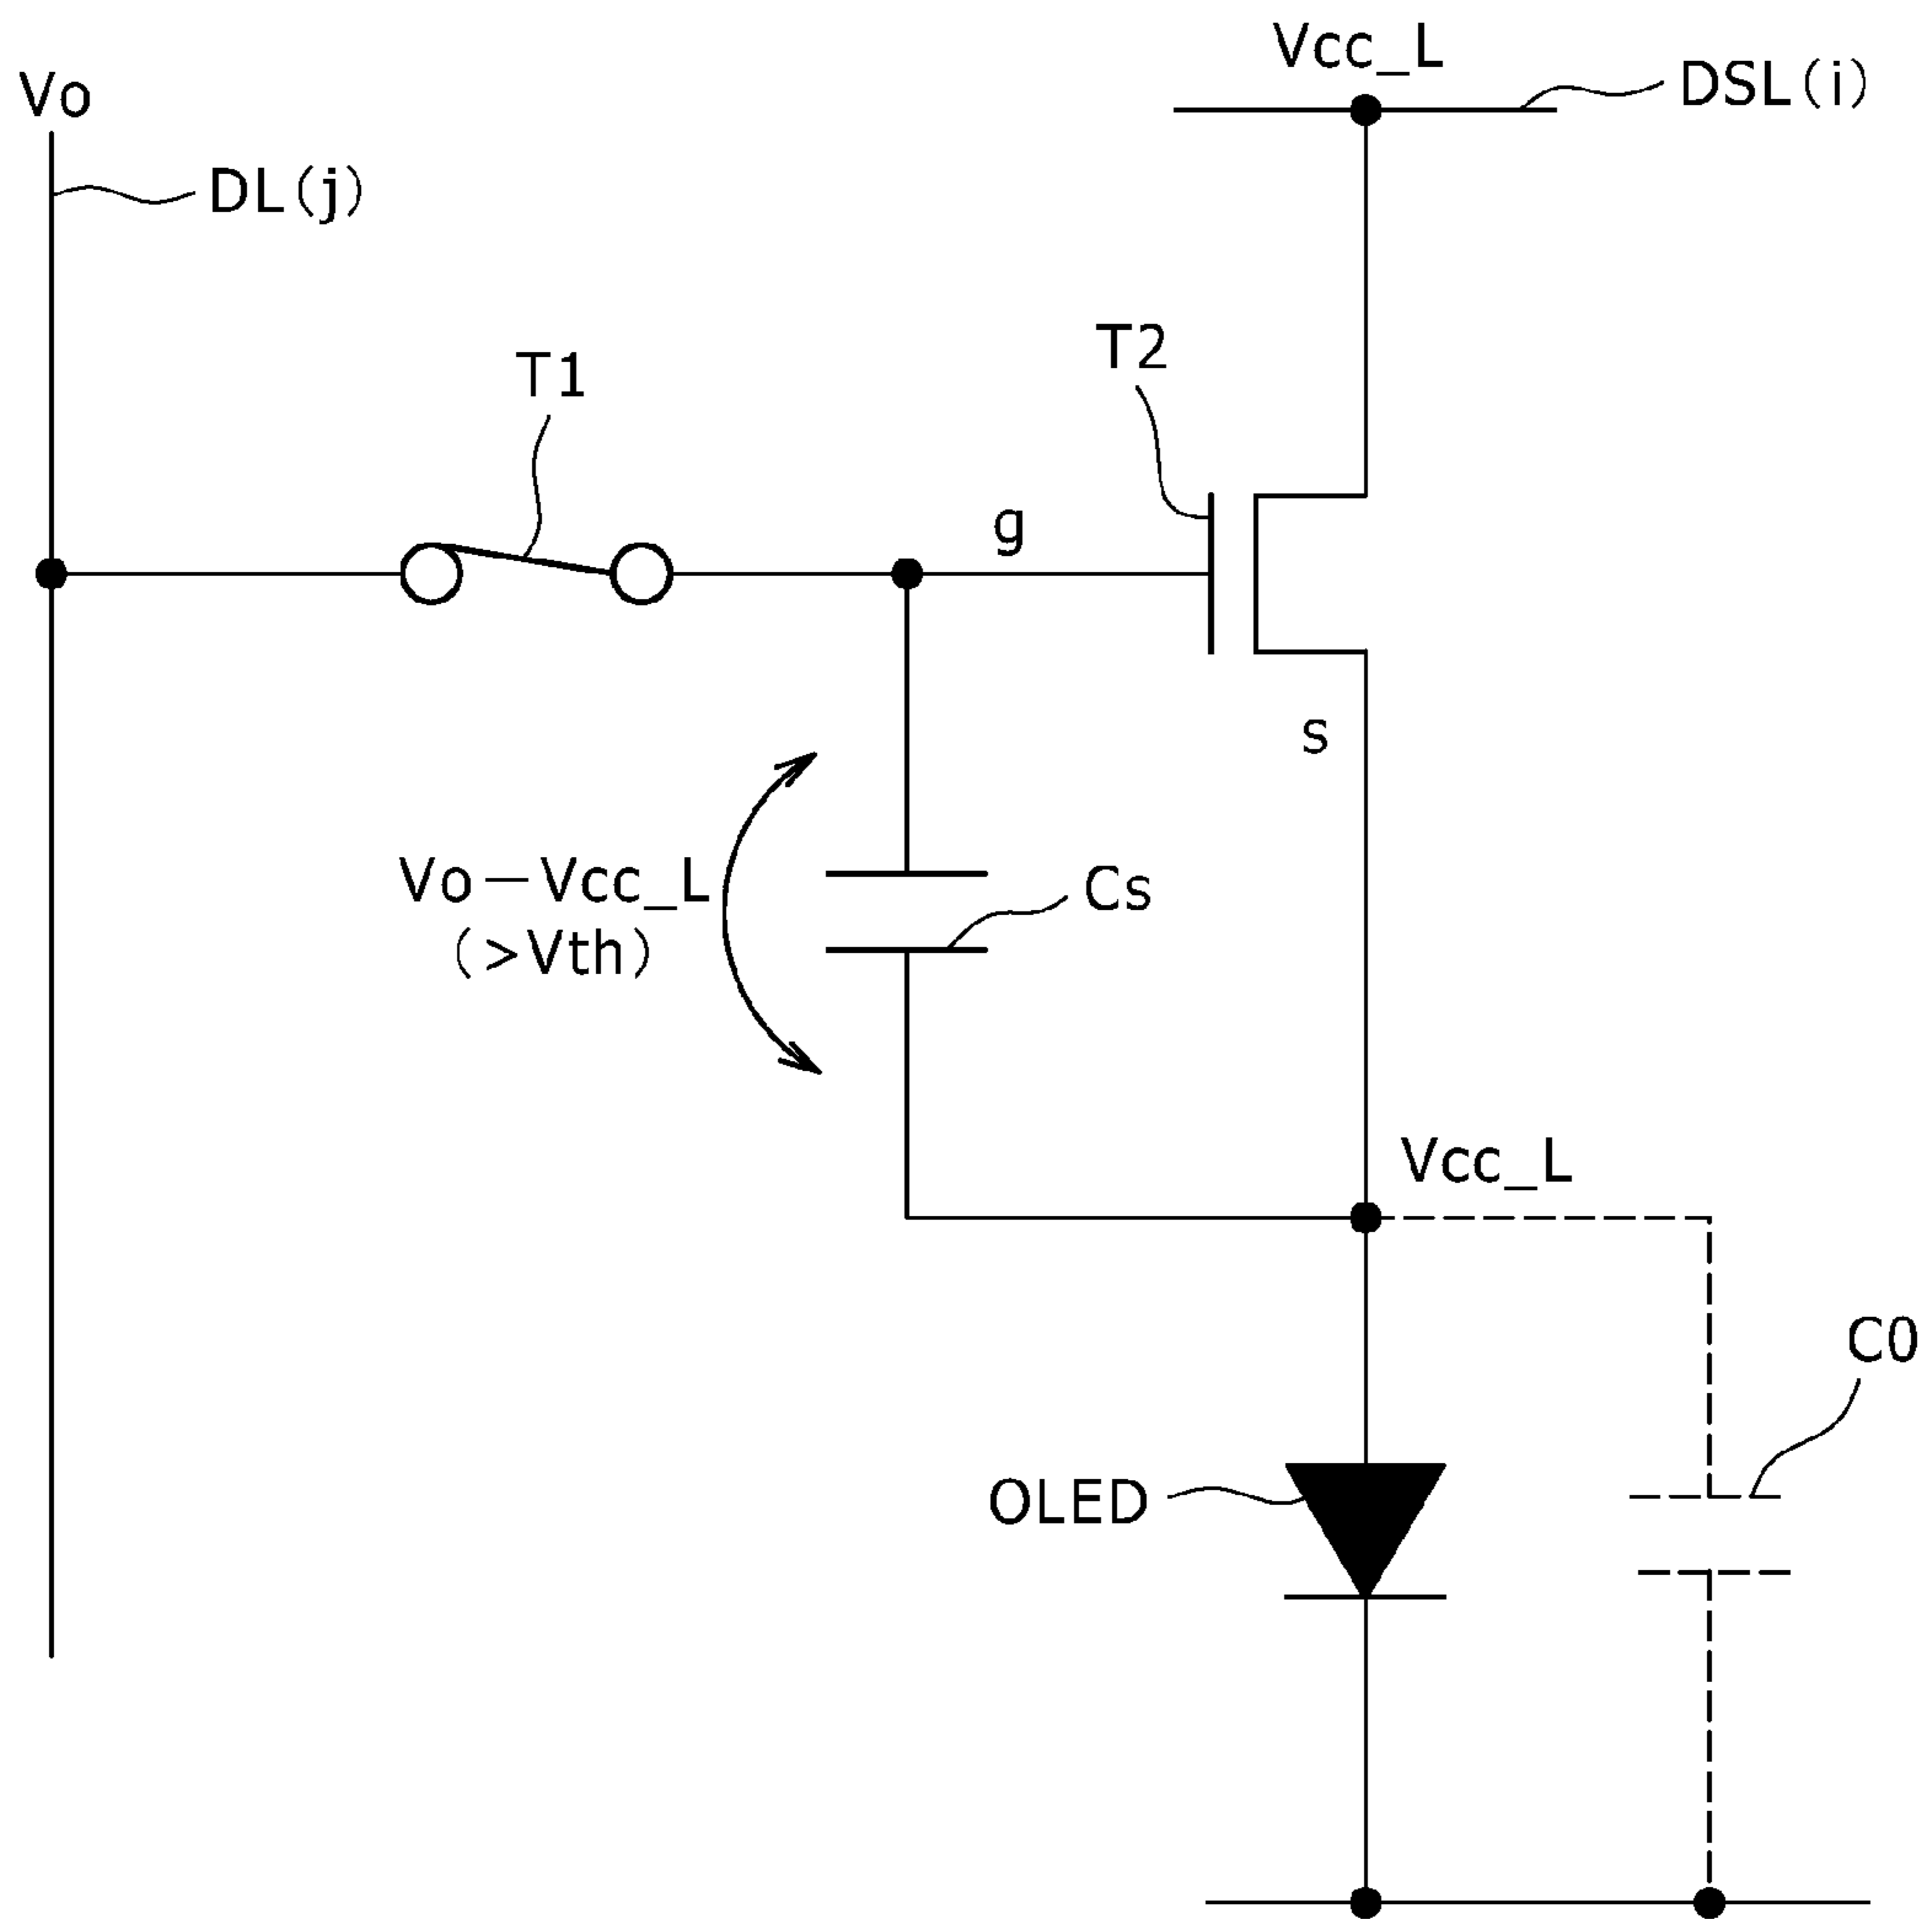 Vcc_L
DSL(i)
Vo
DL(j)
T2
T1
g
s
Vo－Vcc_L
(>Vth)
Cs
Vcc_L
C0
OLED